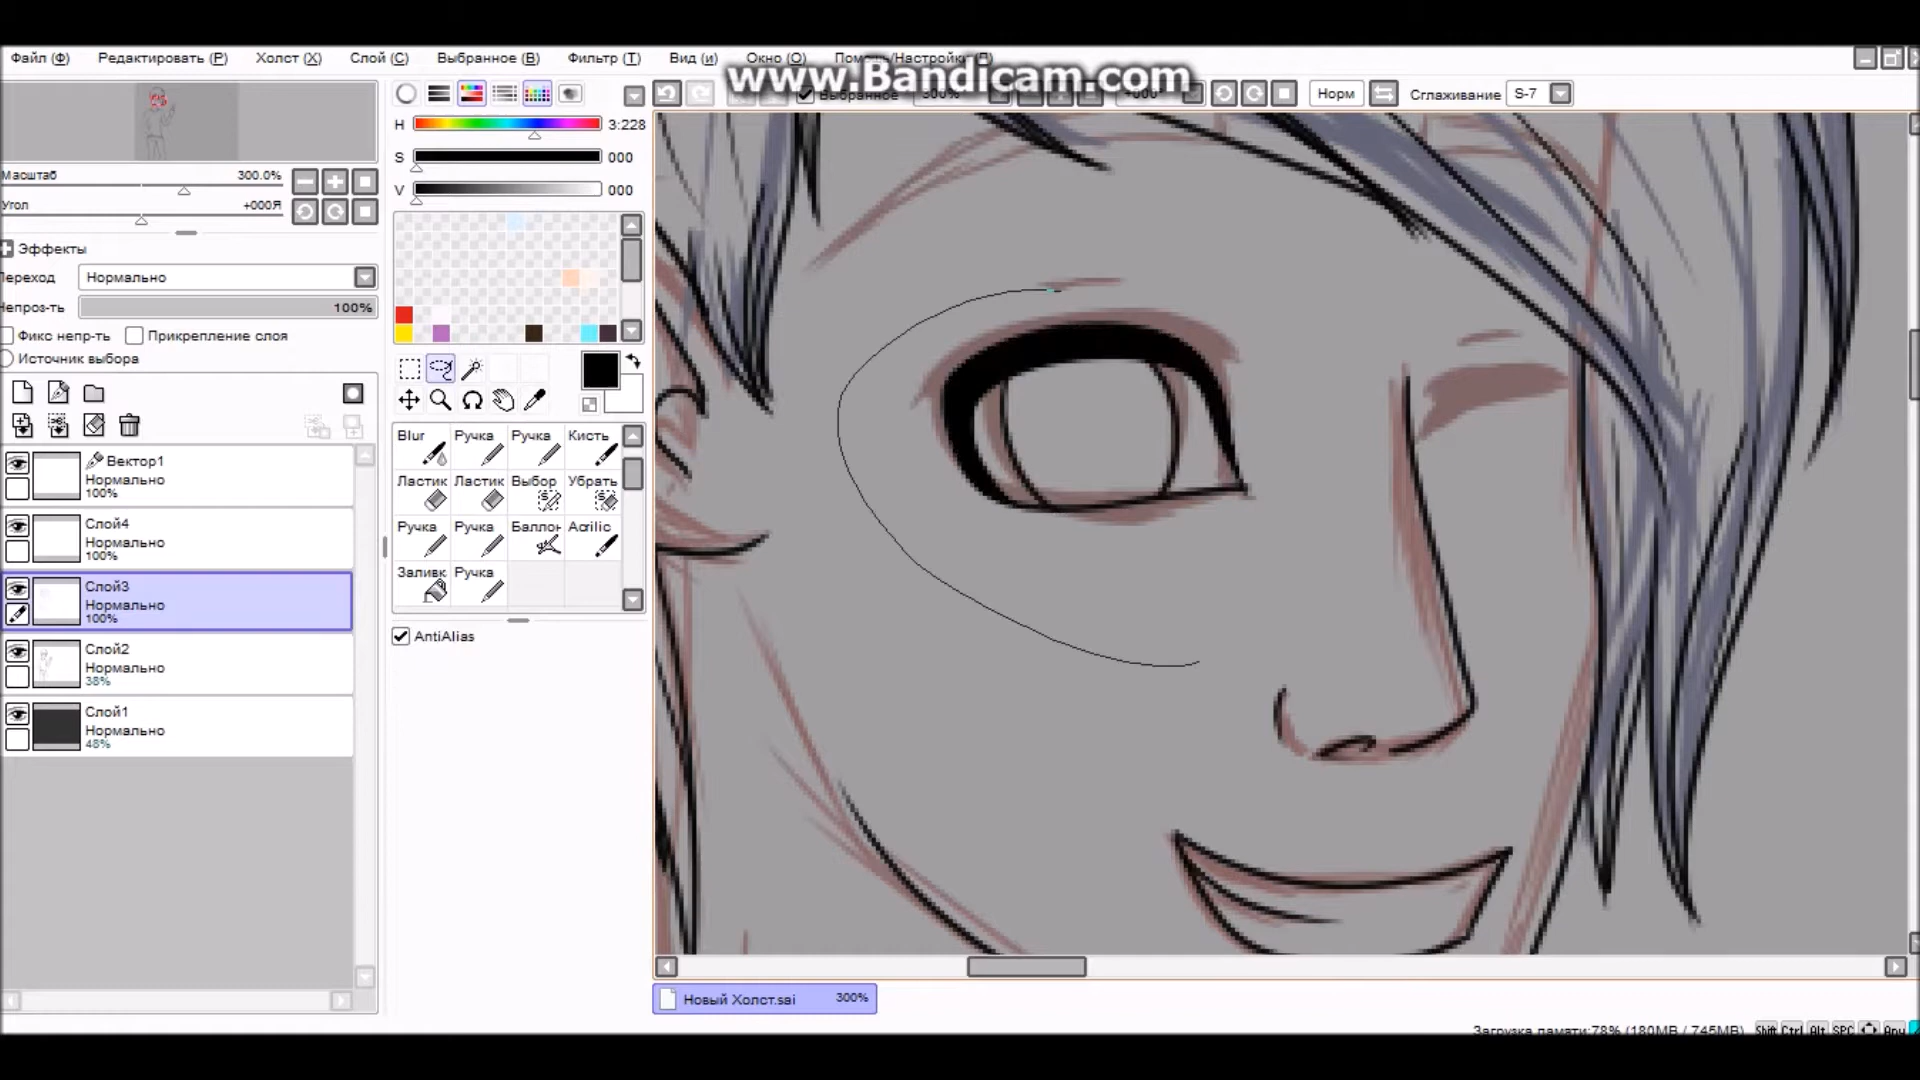 Файл (Ф) Редактировать (Р) Холст (Х) Слой (С) Выбранное (В) Фильтр (Т) Вид (и) Окно (О) Помощь/Настройки (П)
www.Bandicam.com
Выбранное 300% +000° Норм Сглаживание S-7
H 3:228
S 000
V 000
Масштаб 300.0%
Угол +000Я
Эффекты
Переход Нормально
Непроз-ть 100%
Фикс непр-ть Прикрепление слоя
Источник выбора
Вектор1
Нормально
100%
Слой4
Нормально
100%
Слой3
Нормально
100%
Слой2
Нормально
38%
Слой1
Нормально
48%
Blur Ручка Ручка Кисть
Ластик Ластик Выбор Убрать
Ручка Ручка Баллон Acrilic
Заливк Ручка
AntiAlias
Новый Холст.sai 300%
Загрузка памяти:78% (180MB / 745MB) Shift Ctrl Alt SPC Any